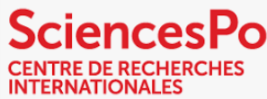 SciencesPo
CENTRE DE RECHERCHES
INTERNATIONALES